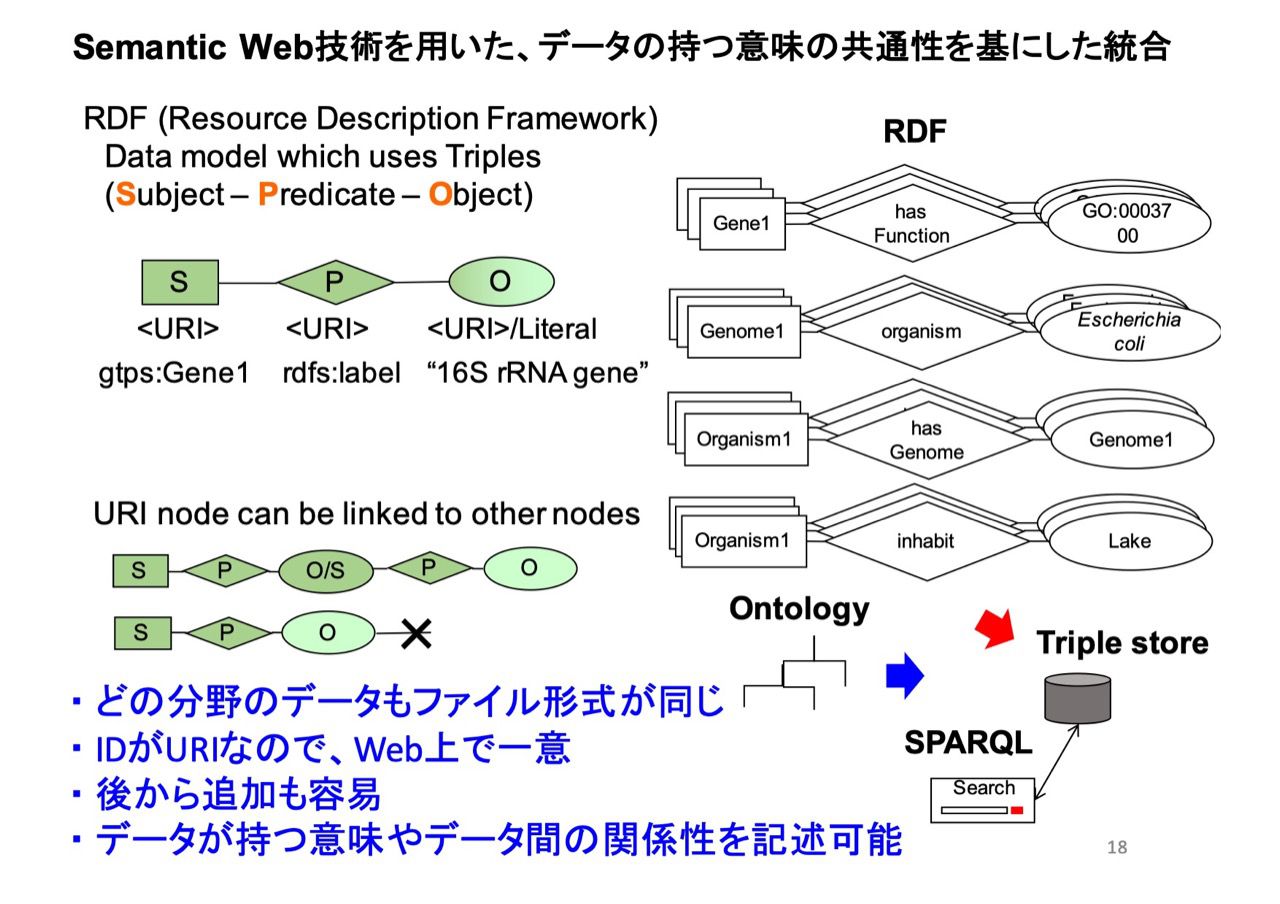 Semantic Web技術を用いた、データの持つ意味の共通性を基にした統合
RDF (Resource Description Framework)
Data model which uses Triples
(Subject – Predicate – Object)
S
P
O
<URI>
<URI>
<URI>/Literal
gtps:Gene1
rdfs:label
“16S rRNA gene”
URI node can be linked to other nodes
S
P
O/S
P
O
S
P
O
・どの分野のデータもファイル形式が同じ
・IDがURIなので、Web上で一意
・後から追加も容易
・データが持つ意味やデータ間の関係性を記述可能
RDF
Gene1
has
Function
GO:00037
00
Genome1
organism
Escherichia
coli
Organism1
has
Genome
Genome1
Organism1
inhabit
Lake
Ontology
Triple store
SPARQL
Search
18